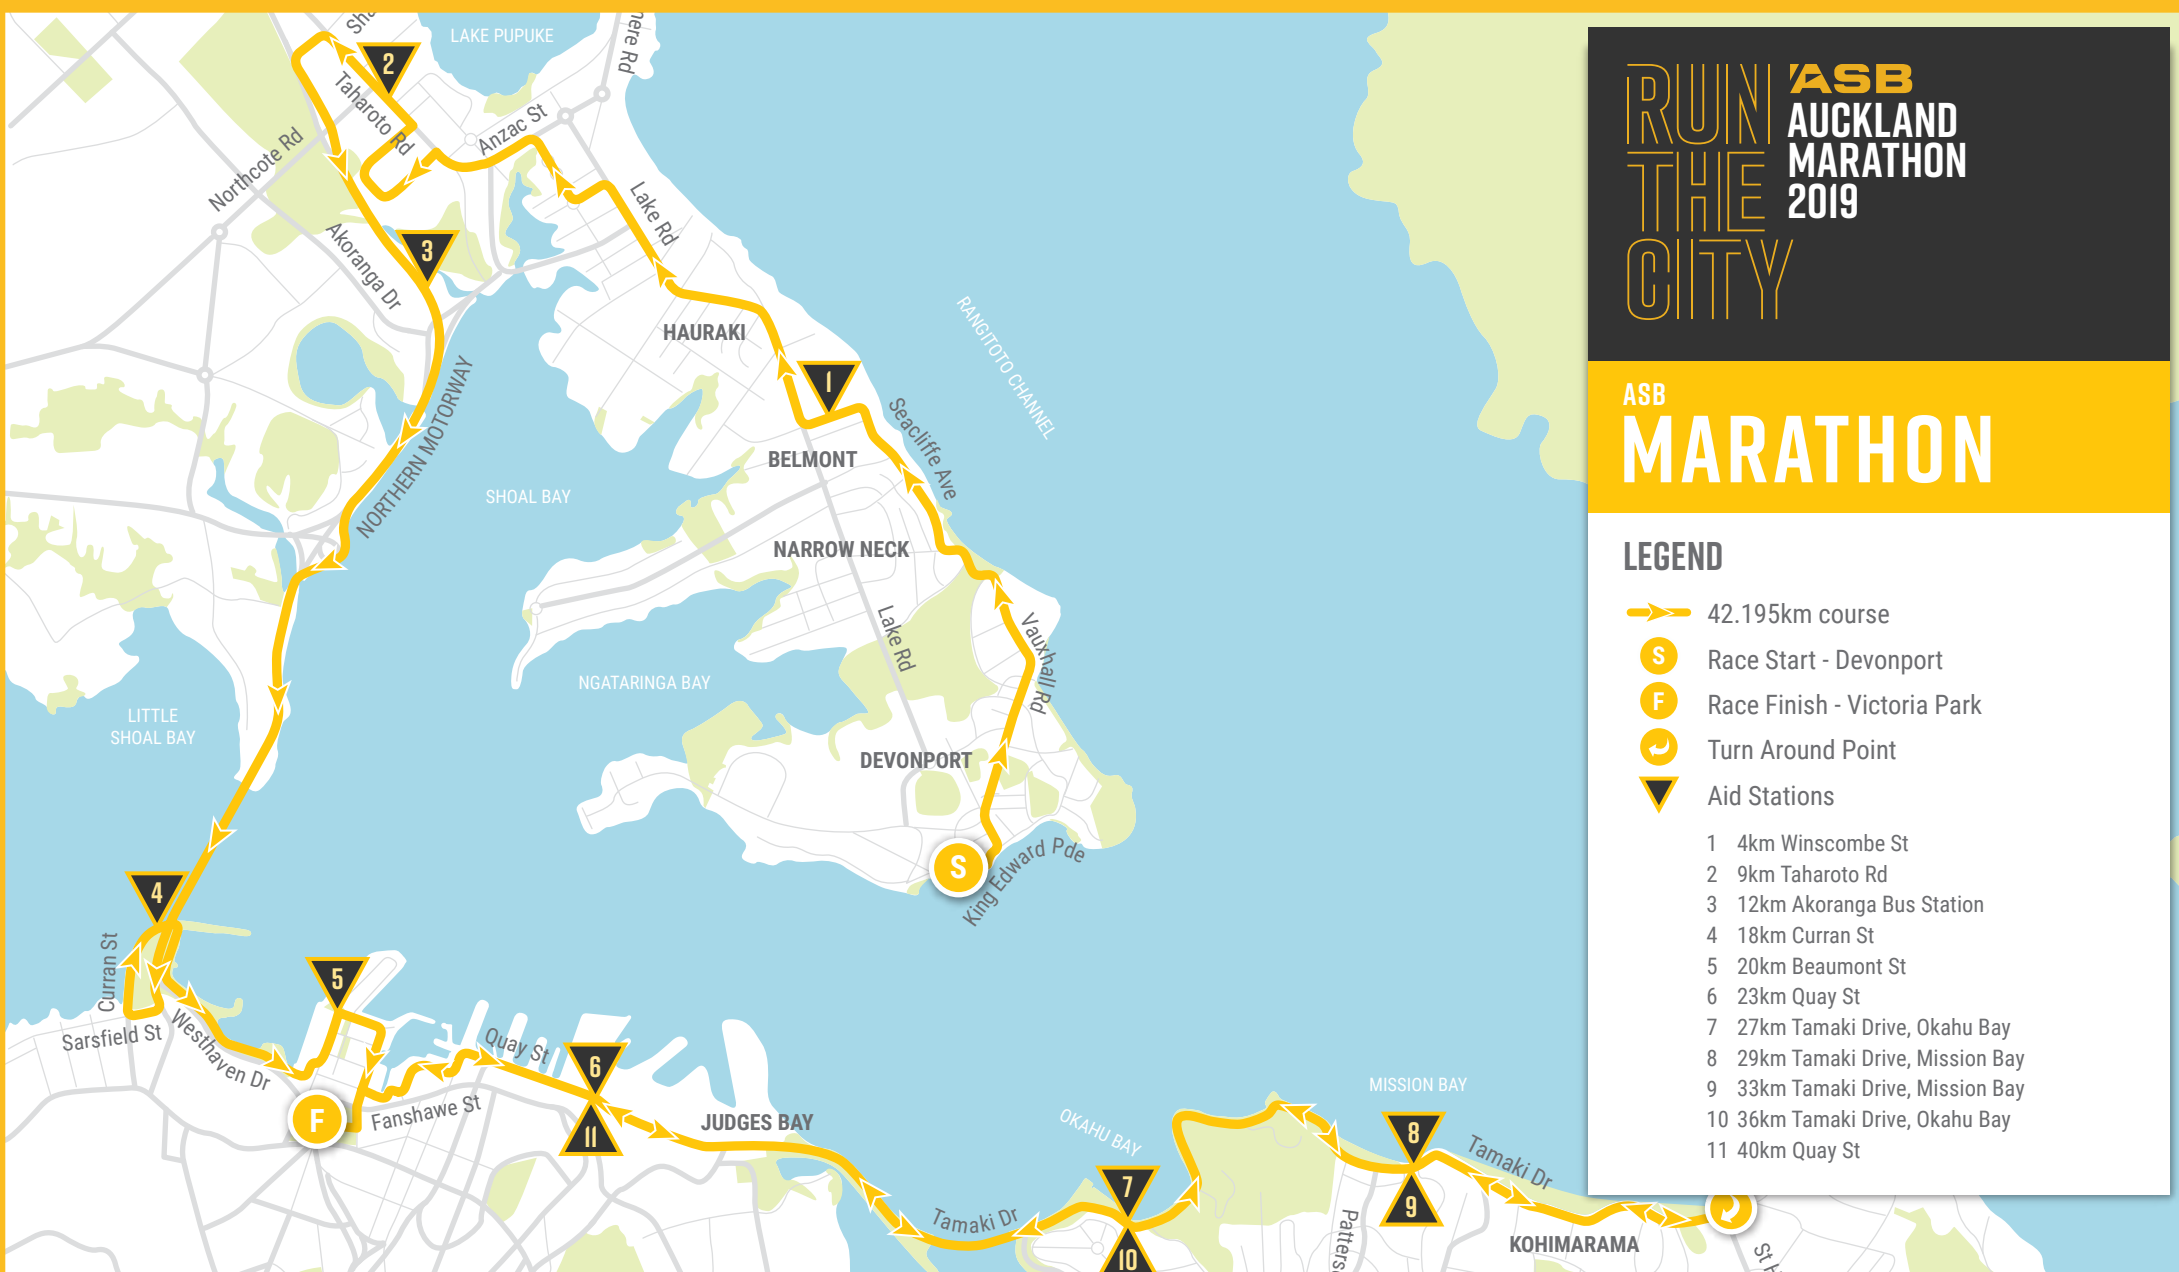 LAKE PUPUKE
2
Taharoto Rd
Anzac St
Northcote Rd
Lake Rd
Akoranga Dr
3
HAURAKI
RANGITOTO CHANNEL
1
Seacliffe Ave
NORTHERN MOTORWAY
BELMONT
SHOAL BAY
NARROW NECK
Lake Rd
Vauxhall Rd
NGATARINGA BAY
LITTLE
SHOAL BAY
DEVONPORT
S
King Edward Pde
4
Curran St
5
Sarsfield St
Westhaven Dr
Quay St
6
F
Fanshawe St
11
JUDGES BAY
OKAHU BAY
MISSION BAY
7
8
Tamaki Dr
9
Tamaki Dr
10
KOHIMARAMA
RUN
THE
CITY
ASB
AUCKLAND
MARATHON
2019
ASB
MARATHON
LEGEND
42.195km course
S Race Start - Devonport
F Race Finish - Victoria Park
Turn Around Point
Aid Stations
1 4km Winscombe St
2 9km Taharoto Rd
3 12km Akoranga Bus Station
4 18km Curran St
5 20km Beaumont St
6 23km Quay St
7 27km Tamaki Drive, Okahu Bay
8 29km Tamaki Drive, Mission Bay
9 33km Tamaki Drive, Mission Bay
10 36km Tamaki Drive, Okahu Bay
11 40km Quay St